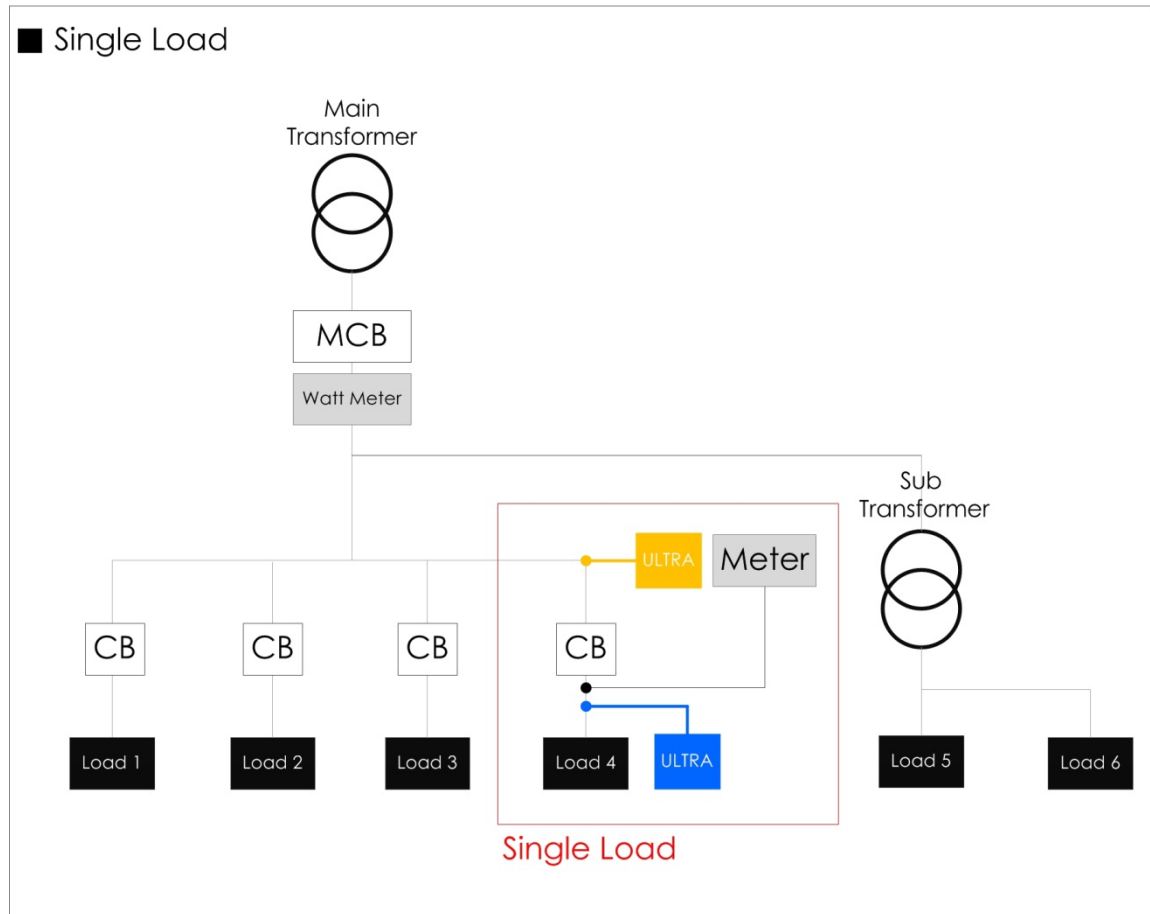 Single Load
Main
Transformer
MCB
Watt Meter
Sub
Transformer
ULTRA
Meter
CB
CB
CB
CB
Load 1
Load 2
Load 3
Load 4
ULTRA
Load 5
Load 6
Single Load